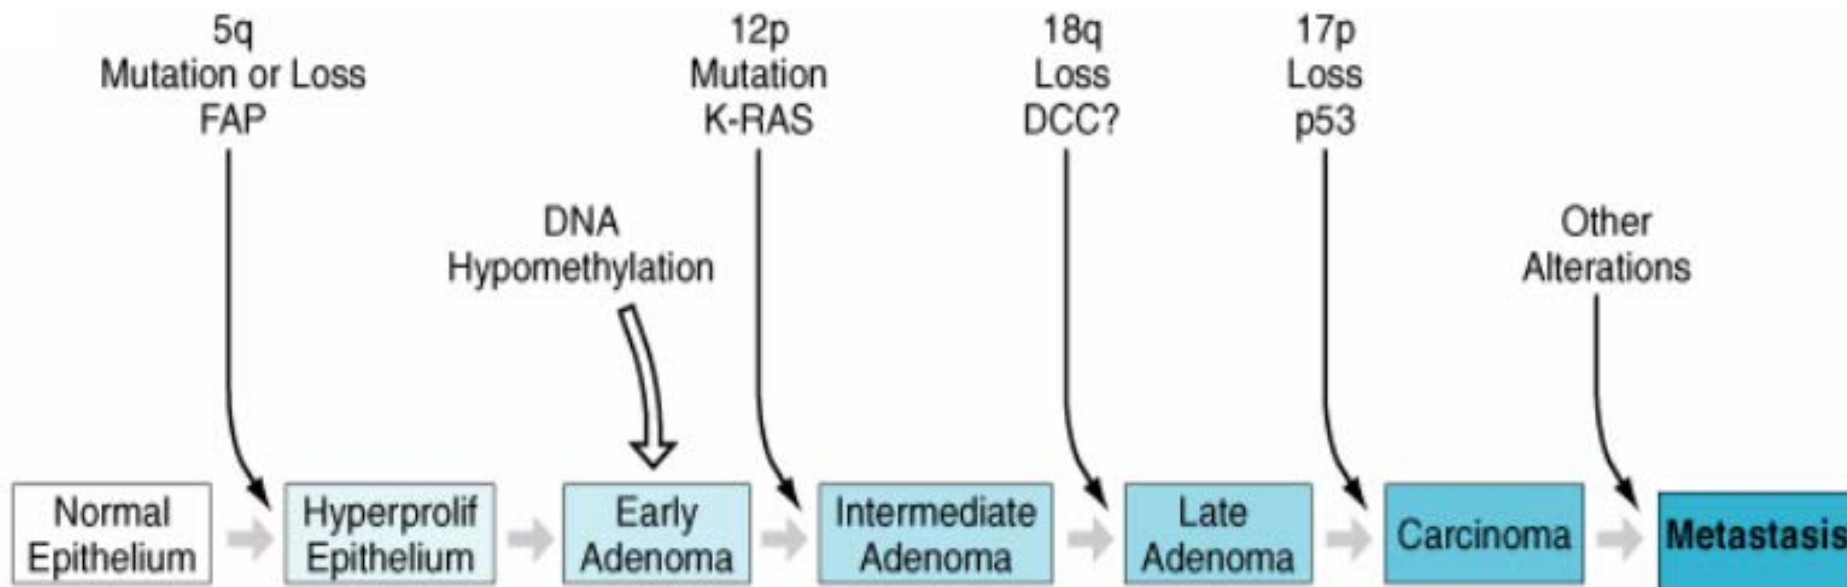 5q
Mutation or Loss
FAP
12p
Mutation
K-RAS
18q
Loss
DCC?
17p
Loss
p53
DNA
Hypomethylation
Other
Alterations
Normal
Epithelium
Hyperprolif
Epithelium
Early
Adenoma
Intermediate
Adenoma
Late
Adenoma
Carcinoma
Metastasis